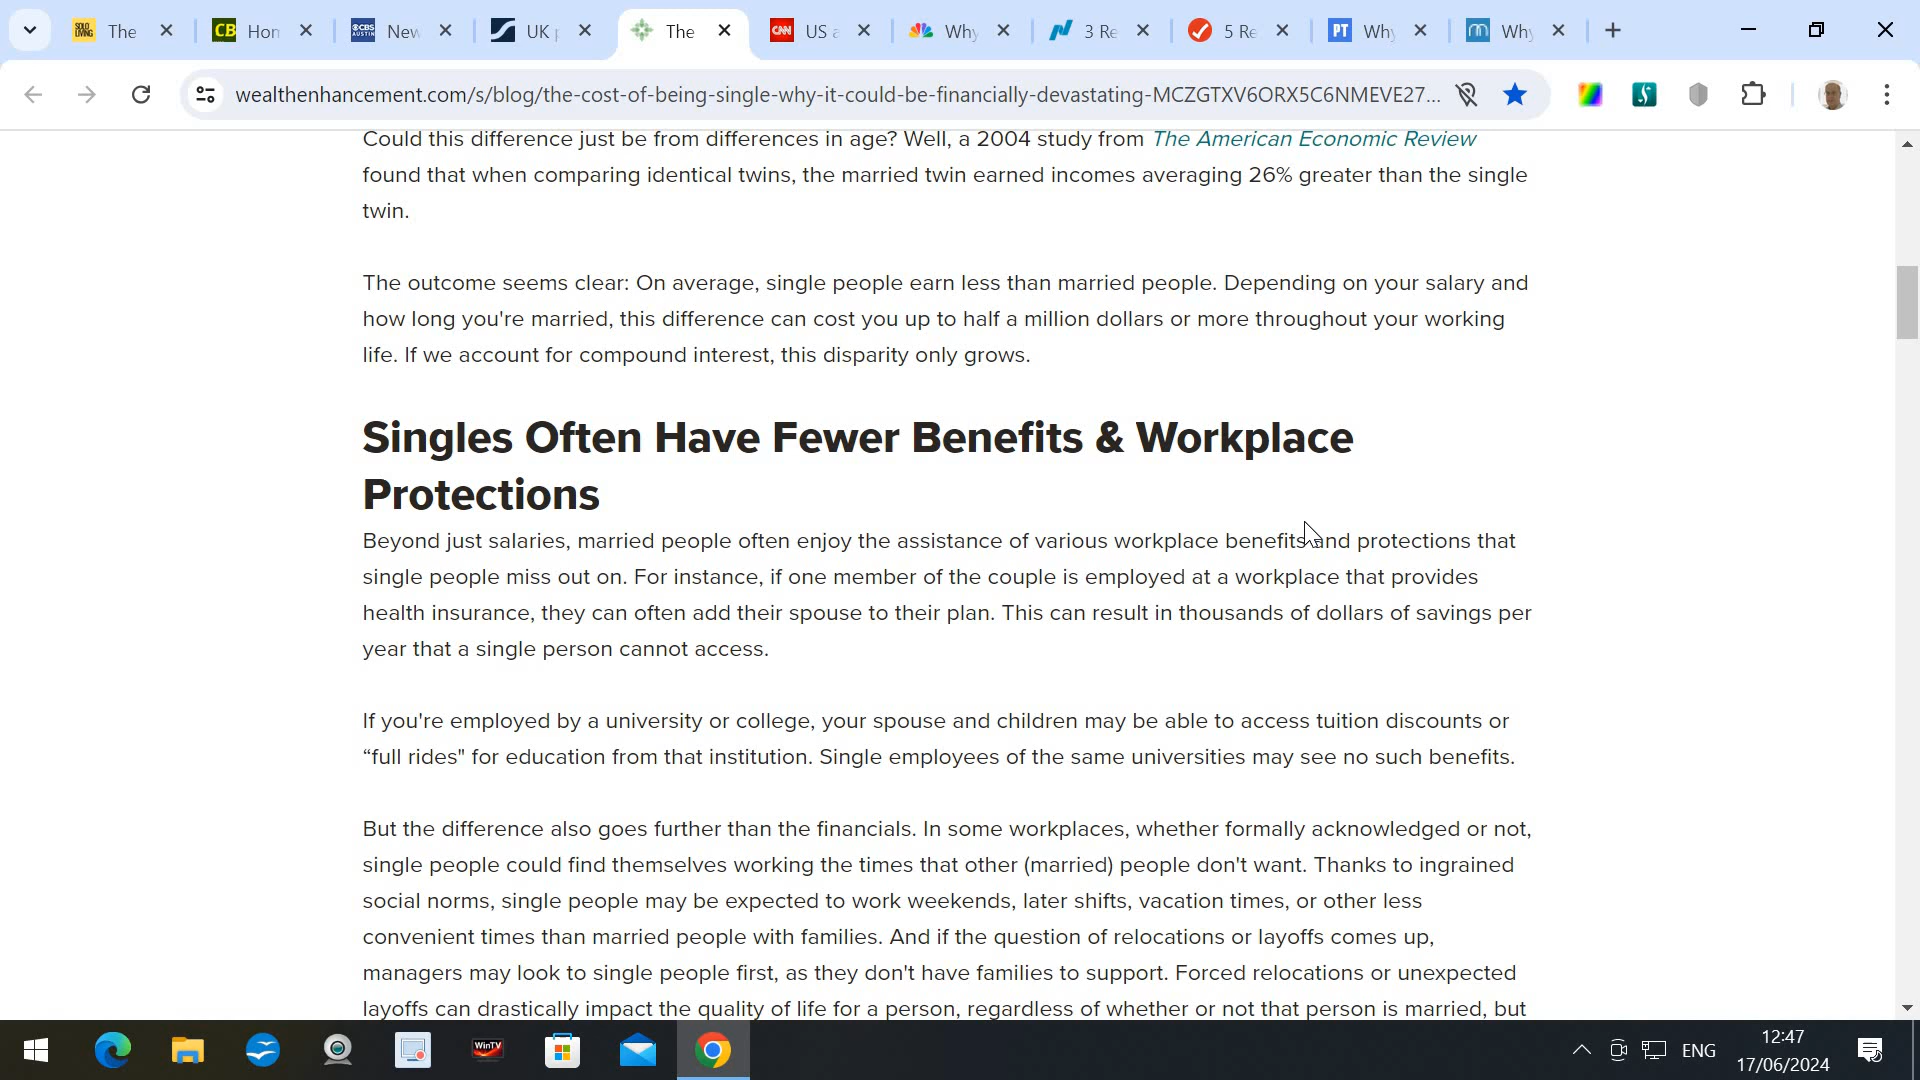 The
CB
Hon
CBS AUSTIN
New
UK
The
CNN
US a
Why
3 Re
5 Re
PT
Why
m
Why
wealthenhancement.com/s/blog/the-cost-of-being-single-why-it-could-be-financially-devastating-MCZGTXV6ORX5C6NMEVE27...
Could this difference just be from differences in age? Well, a 2004 study from The American Economic Review
found that when comparing identical twins, the married twin earned incomes averaging 26% greater than the single
twin.
The outcome seems clear: On average, single people earn less than married people. Depending on your salary and
how long you're married, this difference can cost you up to half a million dollars or more throughout your working
life. If we account for compound interest, this disparity only grows.
Singles Often Have Fewer Benefits & Workplace
Protections
Beyond just salaries, married people often enjoy the assistance of various workplace benefits and protections that
single people miss out on. For instance, if one member of the couple is employed at a workplace that provides
health insurance, they can often add their spouse to their plan. This can result in thousands of dollars of savings per
year that a single person cannot access.
If you're employed by a university or college, your spouse and children may be able to access tuition discounts or
“full rides" for education from that institution. Single employees of the same universities may see no such benefits.
But the difference also goes further than the financials. In some workplaces, whether formally acknowledged or not,
single people could find themselves working the times that other (married) people don't want. Thanks to ingrained
social norms, single people may be expected to work weekends, later shifts, vacation times, or other less
convenient times than married people with families. And if the question of relocations or layoffs comes up,
managers may look to single people first, as they don't have families to support. Forced relocations or unexpected
layoffs can drastically impact the quality of life for a person, regardless of whether or not that person is married, but
WinTV
ENG
12:47
17/06/2024